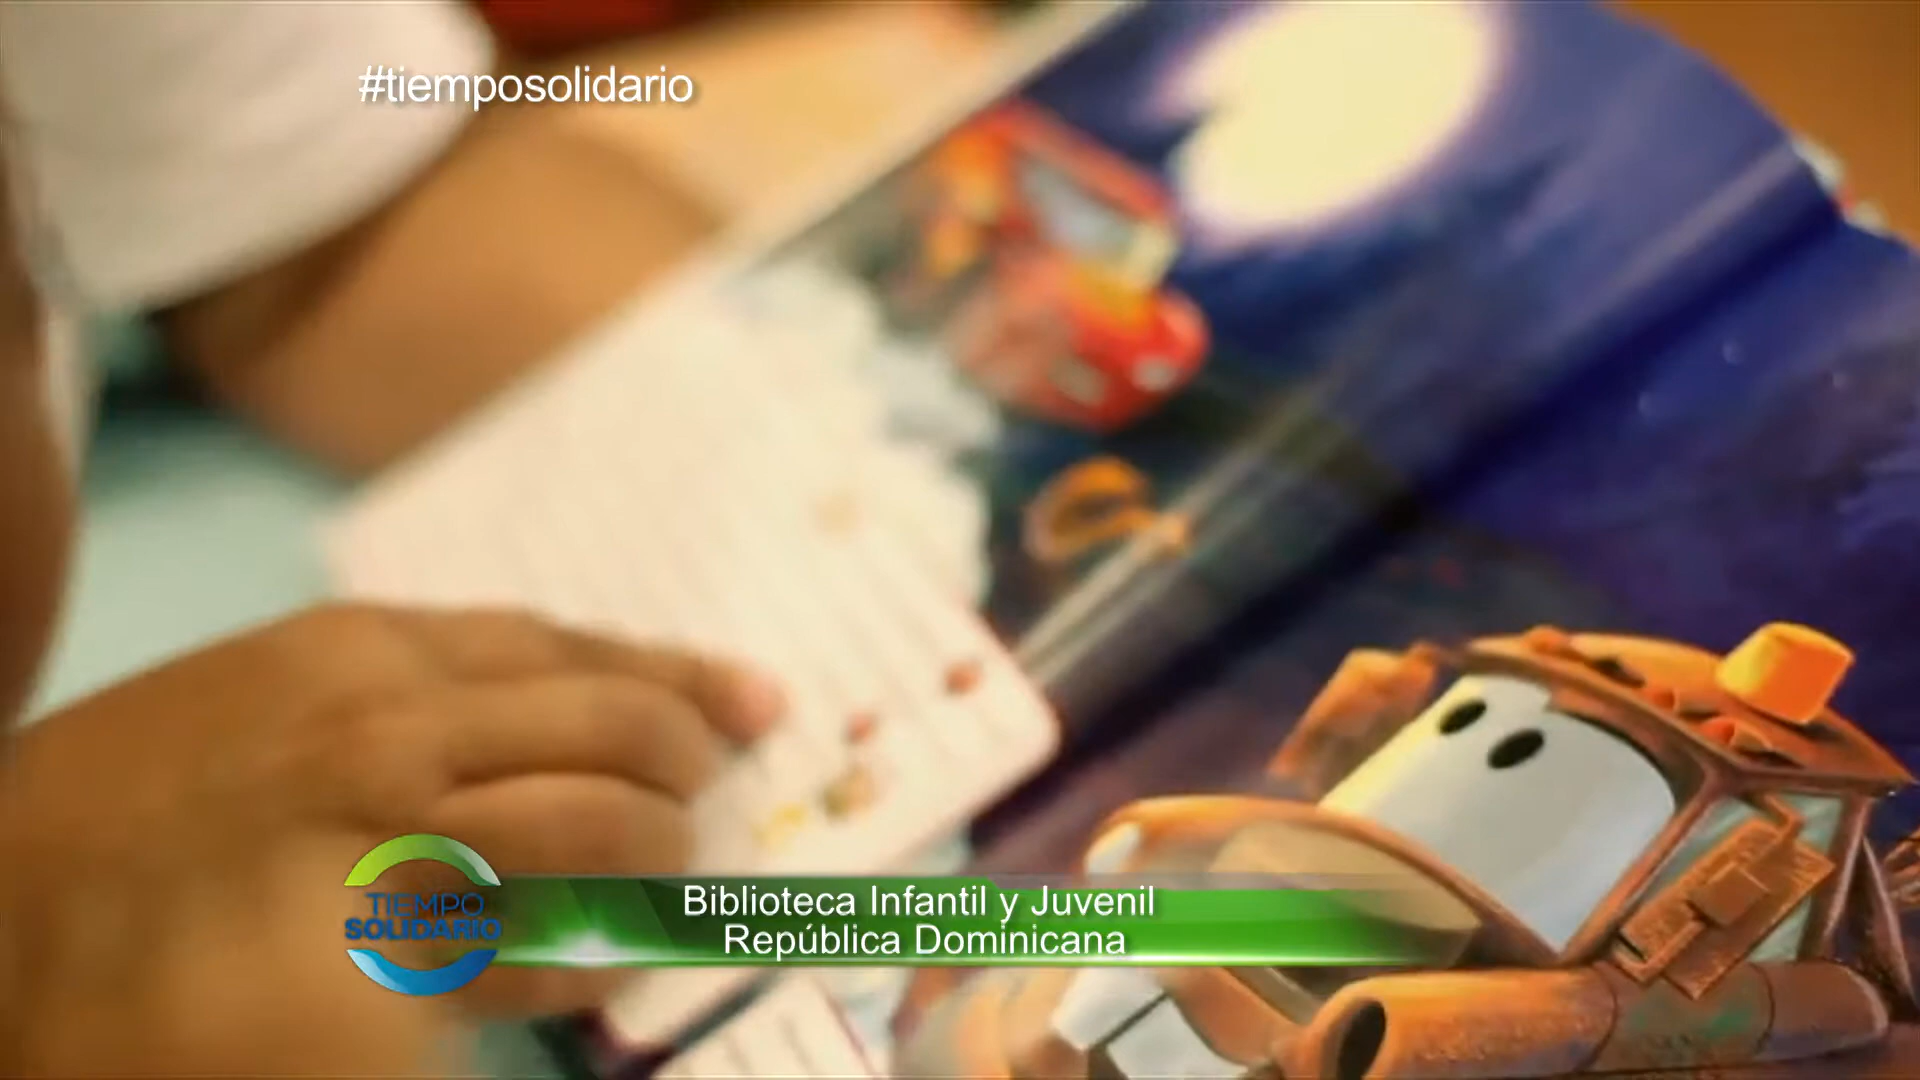 #tiemposolidario
TIEMPO
SOLIDARIO
Biblioteca Infantil y Juvenil
República Dominicana